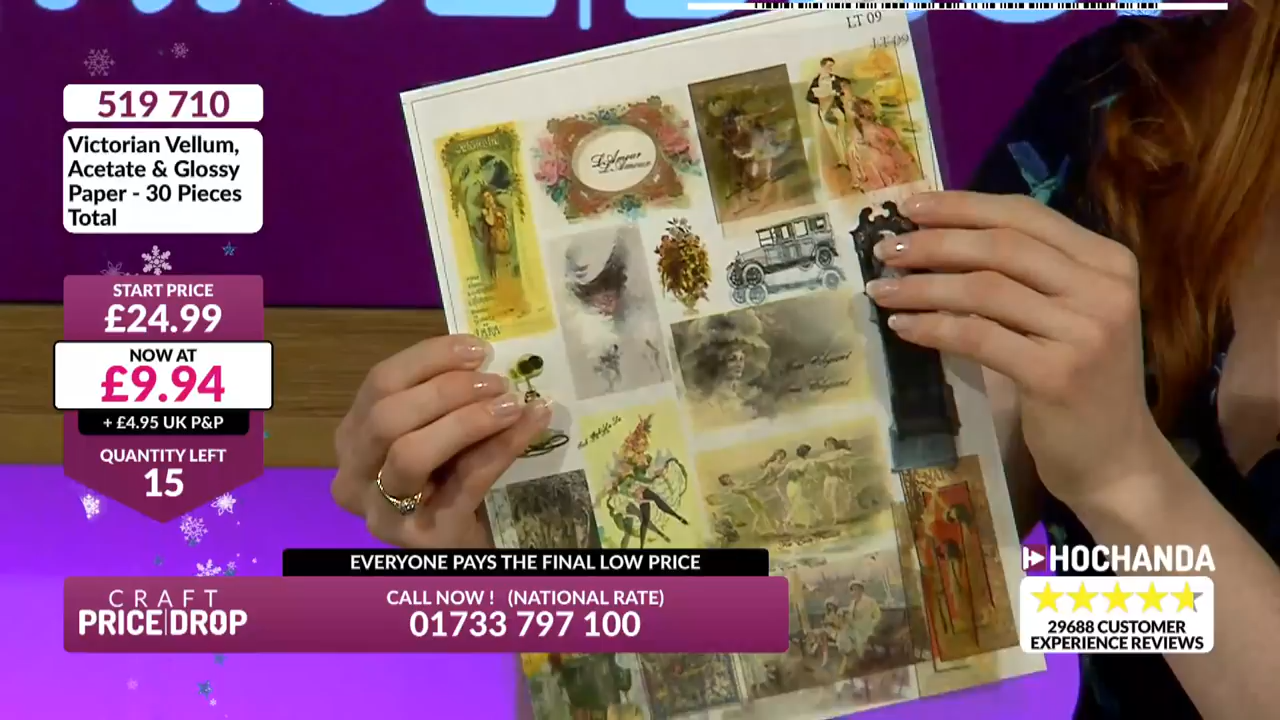 LT 09
LT 09
519 710
Victorian Vellum,
Acetate & Glossy
Paper - 30 Pieces
Total
L'Amour
L'Amour
START PRICE
£24.99
NOW AT
£9.94
+ £4.95 UK P&P
QUANTITY LEFT
15
EVERYONE PAYS THE FINAL LOW PRICE
CRAFT
PRICE DROP
CALL NOW ! (NATIONAL RATE)
01733 797 100
HOCHANDA
29688 CUSTOMER
EXPERIENCE REVIEWS